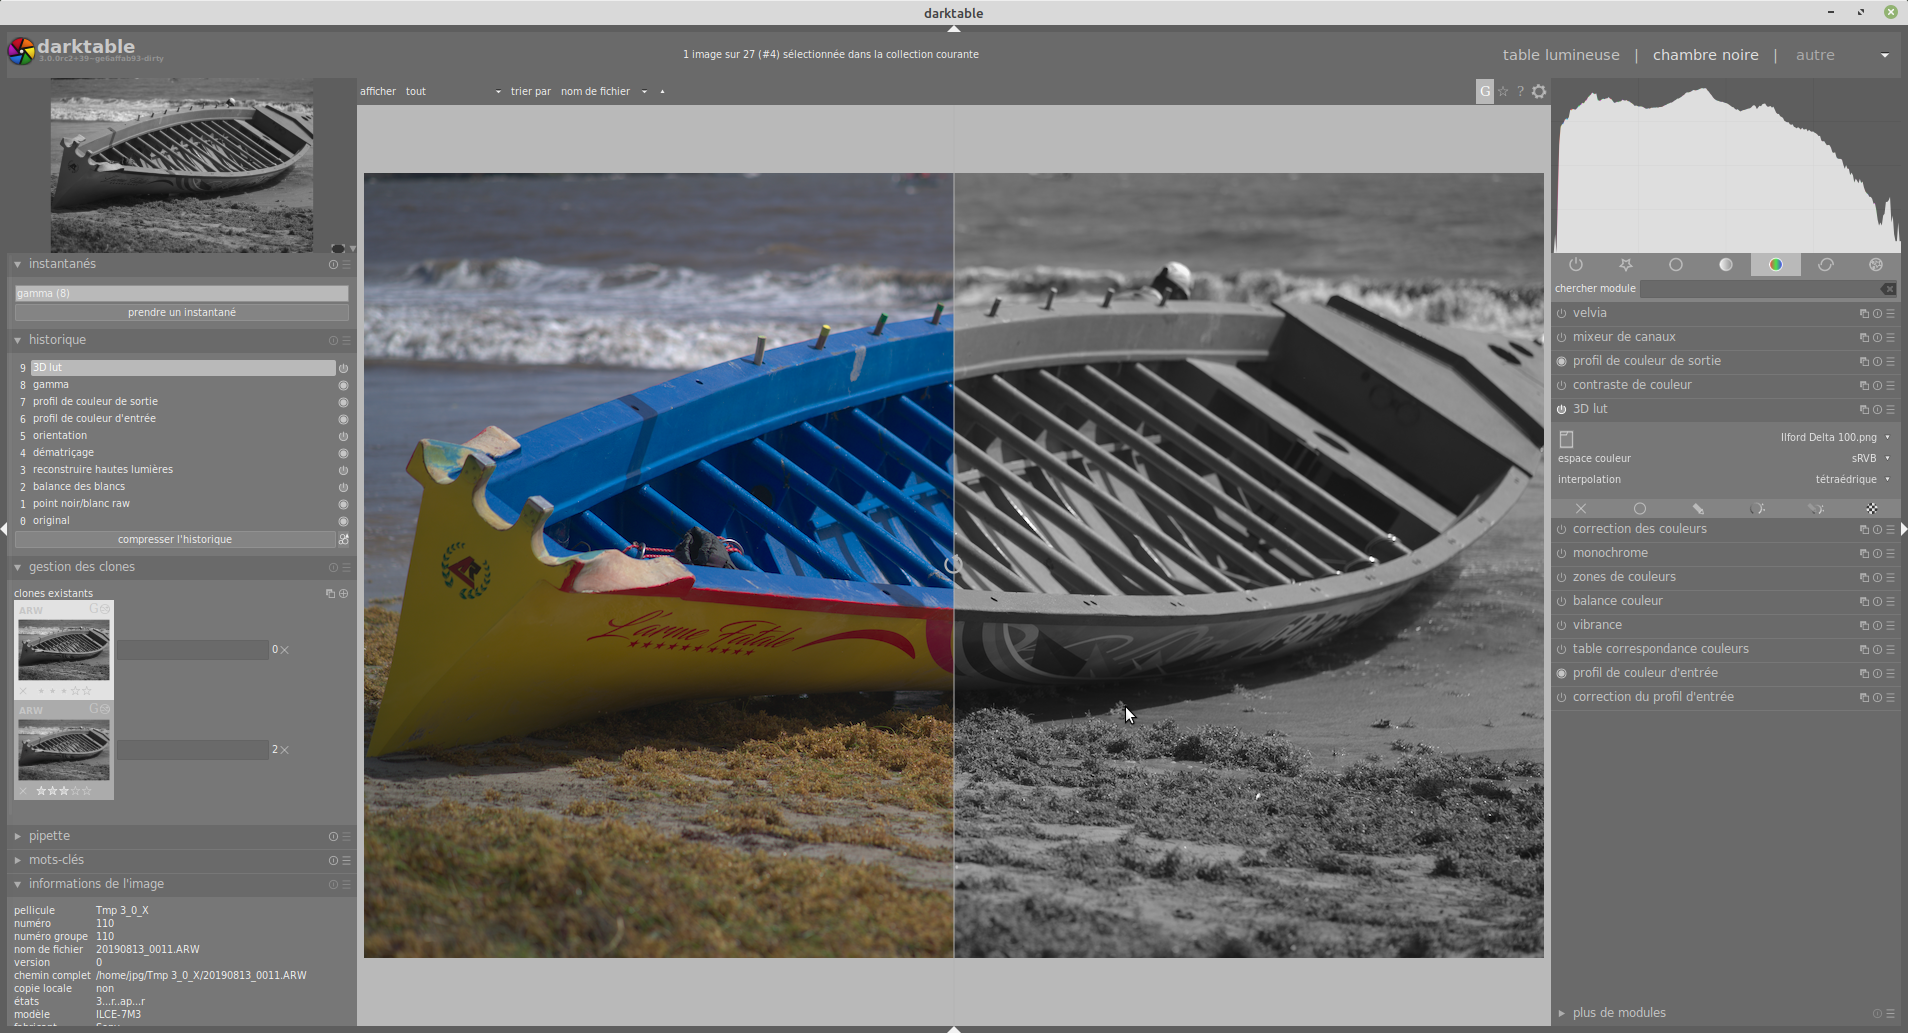 darktable
darktable
3.0.0rc2+39~ge6affab93-dirty
1 image sur 27 (#4) sélectionnée dans la collection courante
table lumineuse | chambre noire | autre
afficher tout trier par nom de fichier
G ☆ ?
instantanés
gamma (8)
prendre un instantané
historique
9 3D lut
8 gamma
7 profil de couleur de sortie
6 profil de couleur d'entrée
5 orientation
4 dématriçage
3 reconstruire hautes lumières
2 balance des blancs
1 point noir/blanc raw
0 original
compresser l'historique
gestion des clones
clones existants
ARW G
0
ARW G
2
pipette
mots-clés
informations de l'image
pellicule Tmp 3_0_X
numéro 110
numéro groupe 110
nom de fichier 20190813_0011.ARW
version 0
chemin complet /home/jpg/Tmp 3_0_X/20190813_0011.ARW
copie locale non
états 3...r..ap...r
modèle ILCE-7M3
L'arme Fatale
chercher module
velvia
mixeur de canaux
profil de couleur de sortie
contraste de couleur
3D lut
Ilford Delta 100.png
espace couleur sRVB
interpolation tétraédrique
correction des couleurs
monochrome
zones de couleurs
balance couleur
vibrance
table correspondance couleurs
profil de couleur d'entrée
correction du profil d'entrée
plus de modules